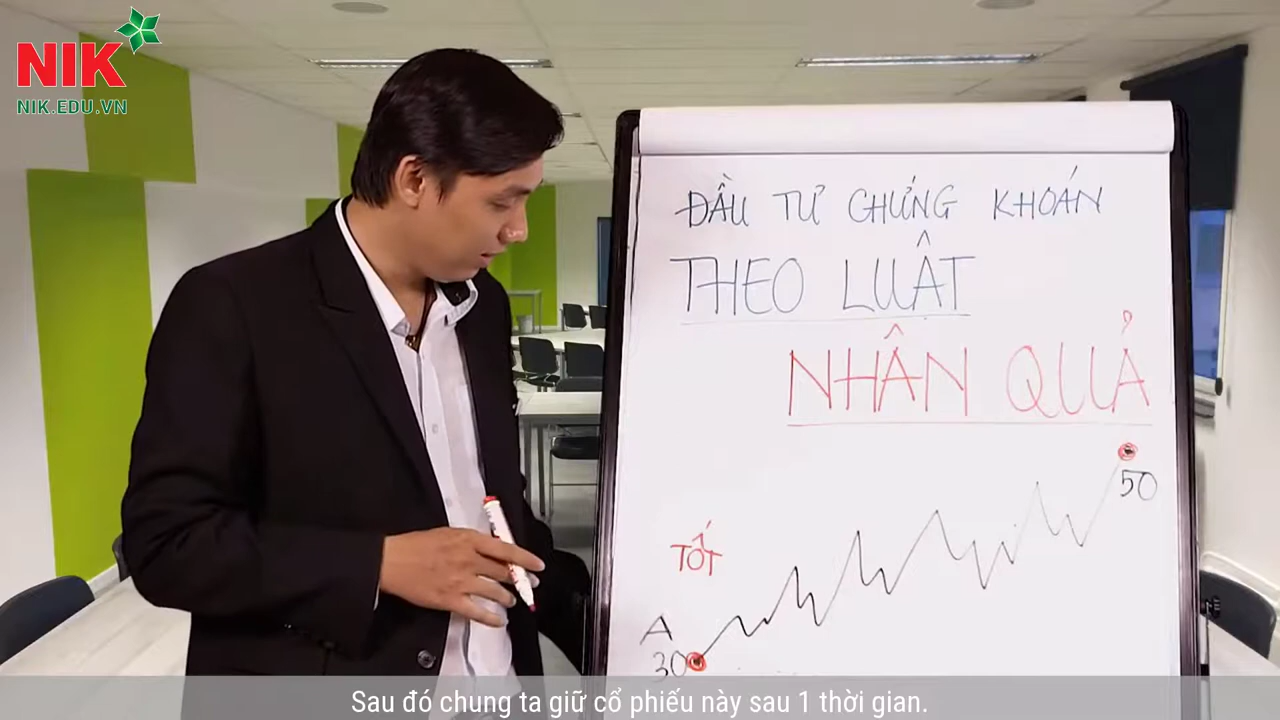 NIK
NIK.EDU.VN
ĐẦU TƯ CHỨNG KHOÁN
THEO LUẬT
NHÂN QUẢ
50
TỐT
A
30
Sau đó chung ta giữ cổ phiếu này sau 1 thời gian.